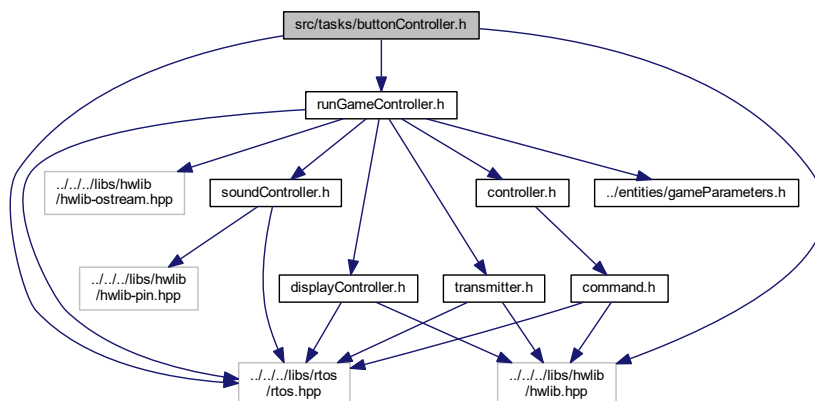 src/tasks/buttonController.h
runGameController.h
../../../libs/hwlib
/hwlib-ostream.hpp
soundController.h
controller.h
../entities/gameParameters.h
../../../libs/hwlib
/hwlib-pin.hpp
displayController.h
transmitter.h
command.h
../../../libs/rtos
/rtos.hpp
../../../libs/hwlib
/hwlib.hpp